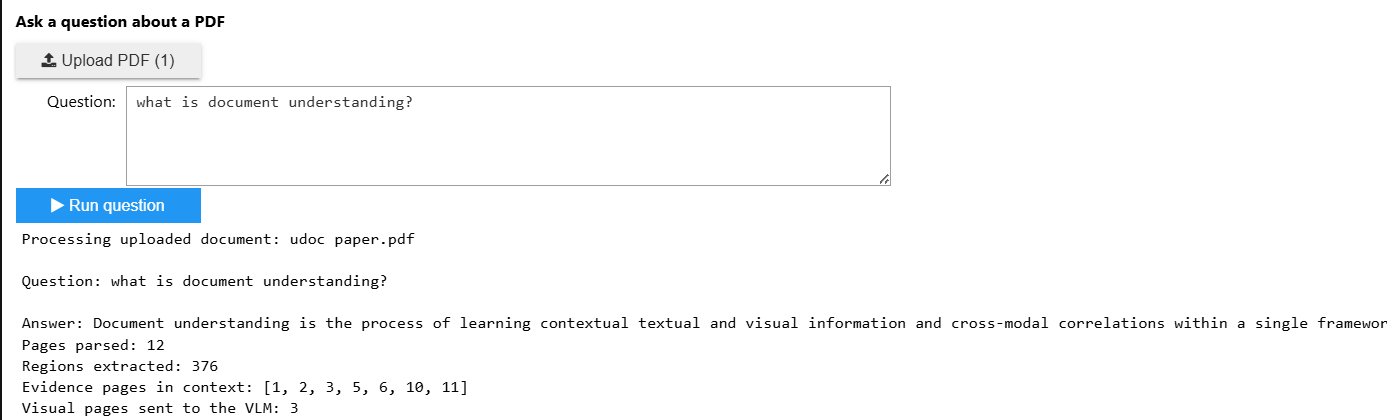 Ask a question about a PDF
Upload PDF (1)
Question: what is document understanding?
Run question
Processing uploaded document: udoc paper.pdf
Question: what is document understanding?
Answer: Document understanding is the process of learning contextual textual and visual information and cross-modal correlations within a single framewor
Pages parsed: 12
Regions extracted: 376
Evidence pages in context: [1, 2, 3, 5, 6, 10, 11]
Visual pages sent to the VLM: 3